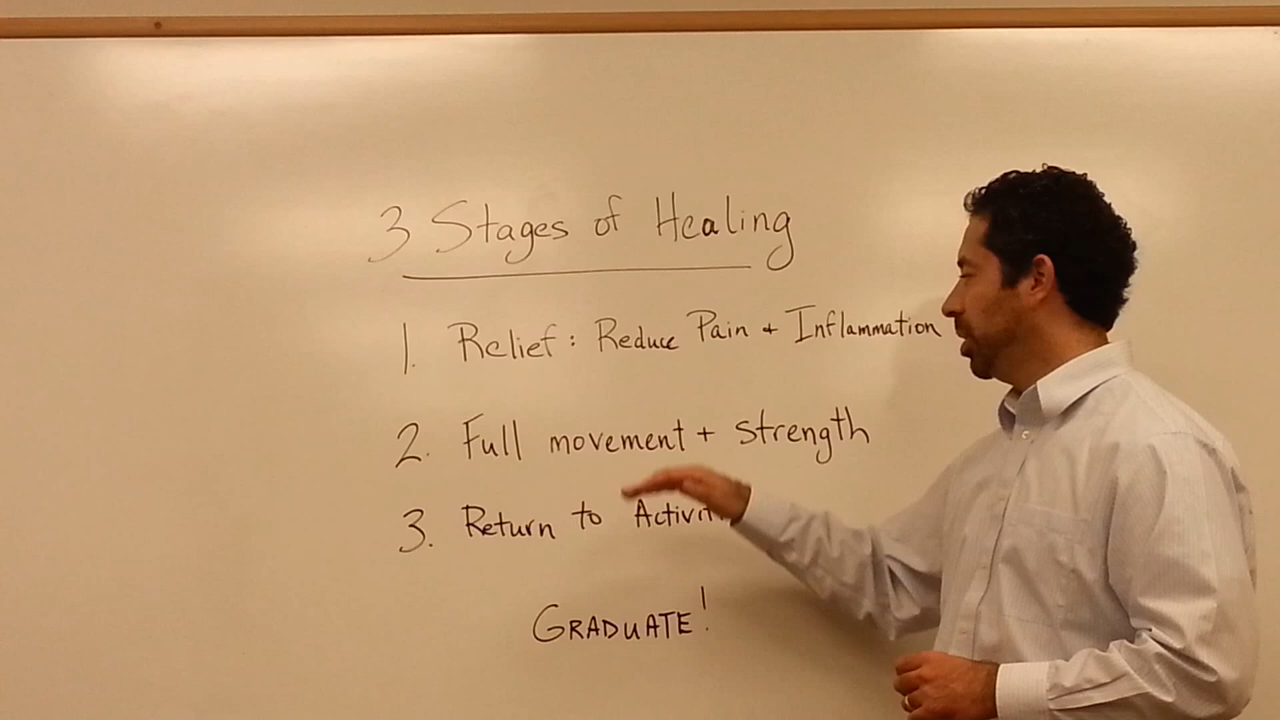 3 Stages of Healing
1. Relief: Reduce Pain + Inflammation
2. Full movement + strength
3. Return to
GRADUATE!